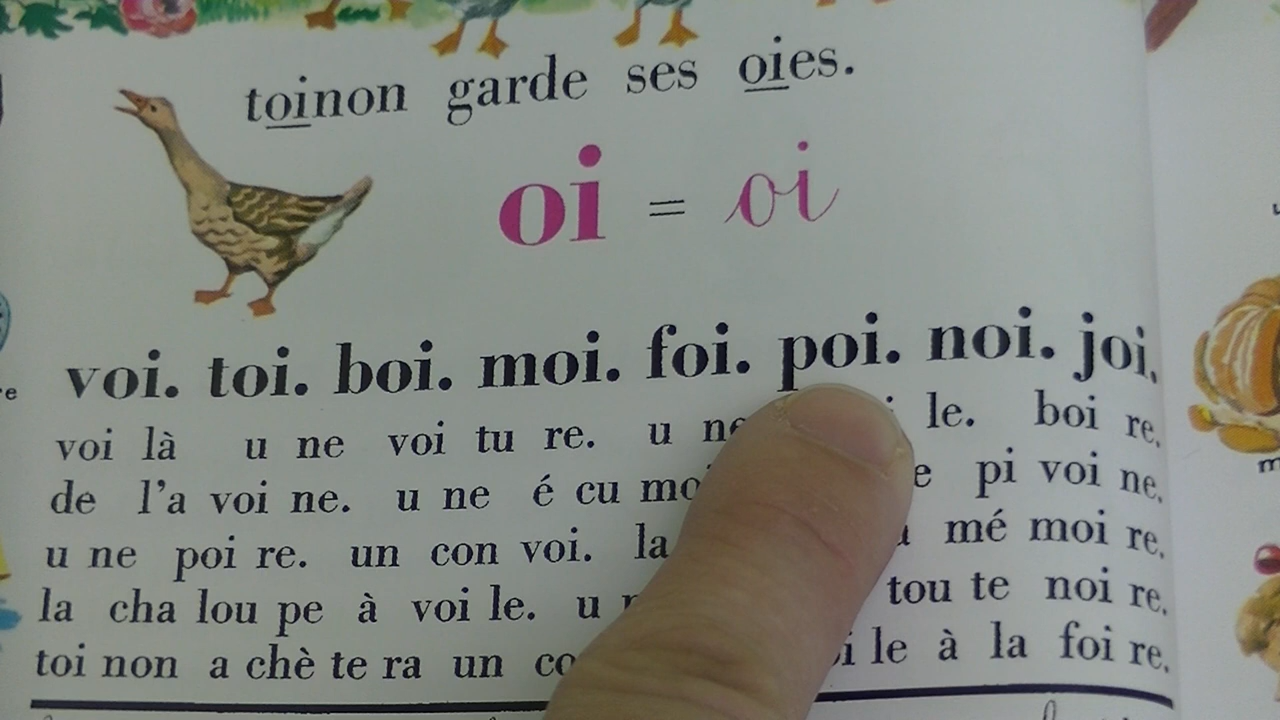 toinon garde ses oies.
oi = oi
voi. toi. boi. moi. foi. poi. noi. joi.
voi là u ne voi tu re. u ne le. boi re.
de l'a voi ne. u ne é cu pi voi ne.
u ne poi re. un con voi. la mé moi re.
la cha lou pe à voi le. tou te noi re.
toi non a chè te ra un le à la foi re.